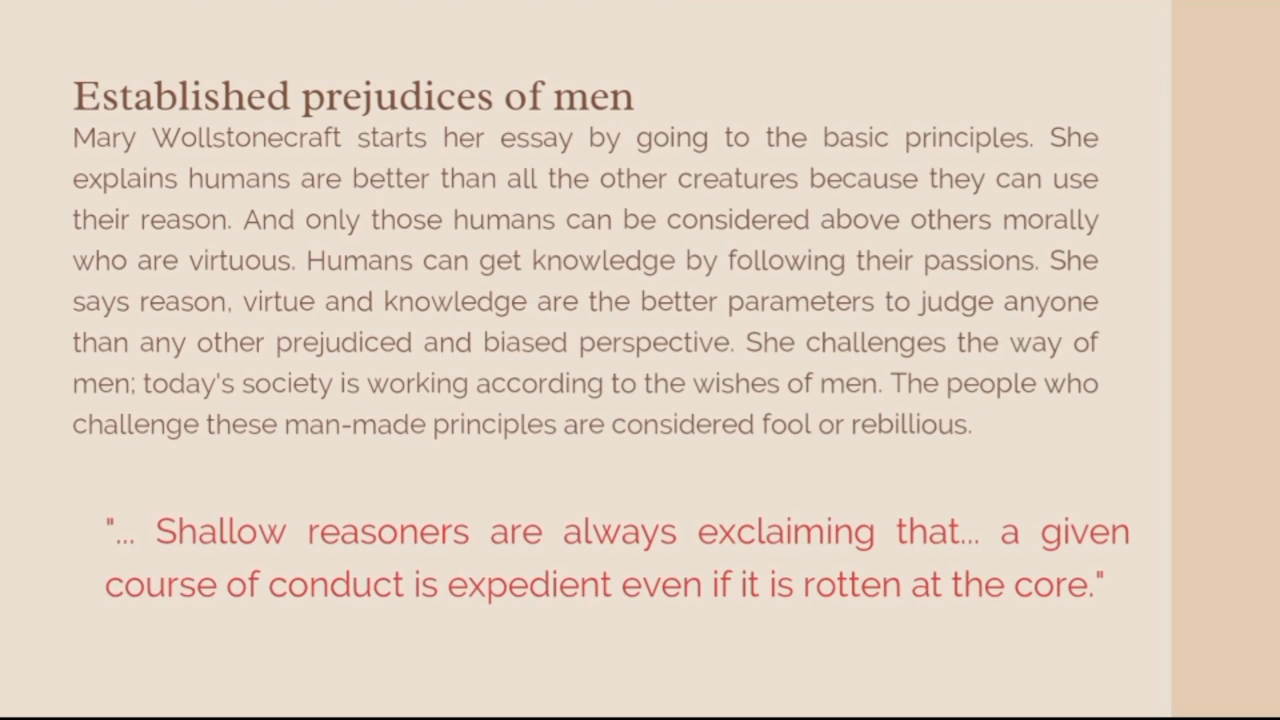 Established prejudices of men
Mary Wollstonecraft starts her essay by going to the basic principles. She
explains humans are better than all the other creatures because they can use
their reason. And only those humans can be considered above others morally
who are virtuous. Humans can get knowledge by following their passions. She
says reason, virtue and knowledge are the better parameters to judge anyone
than any other prejudiced and biased perspective. She challenges the way of
men; today's society is working according to the wishes of men. The people who
challenge these man-made principles are considered fool or rebillious.
"... Shallow reasoners are always exclaiming that... a given
course of conduct is expedient even if it is rotten at the core."